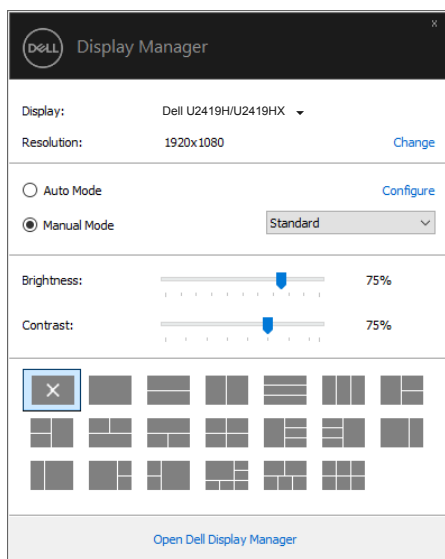 x
DELL Display Manager
Display: Dell U2419H/U2419HX
Resolution: 1920x1080 Change
Auto Mode Configure
Manual Mode Standard
Brightness: 75%
Contrast: 75%
Open Dell Display Manager